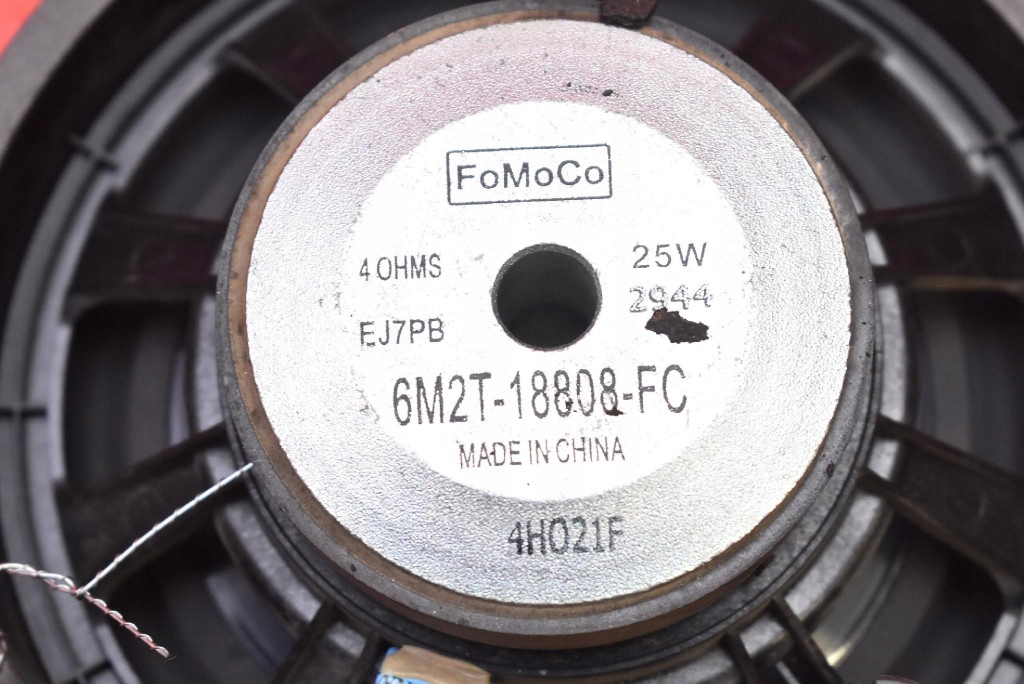 FoMoCo
4 OHMS
25W
2944
EJ7PB
6M2T-18808-FC
MADE IN CHINA
4H021F